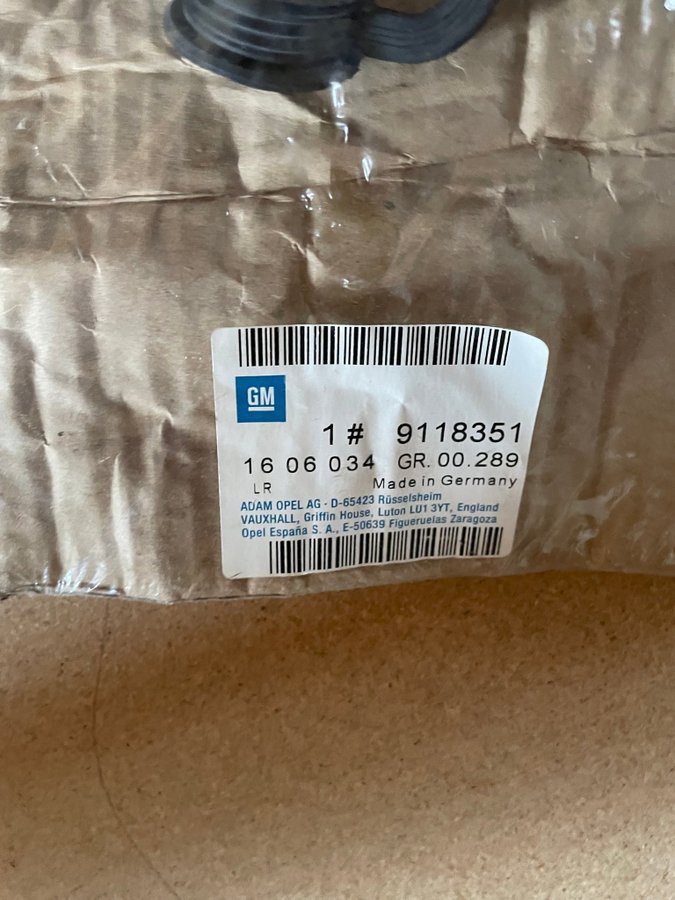 GM
1 # 9118351
16 06 034 GR. 00.289
LR Made in Germany
ADAM OPEL AG - D-65423 Rüsselsheim
VAUXHALL, Griffin House, Luton LU1 3YT, England
Opel España S. A., E-50639 Figueruelas Zaragoza